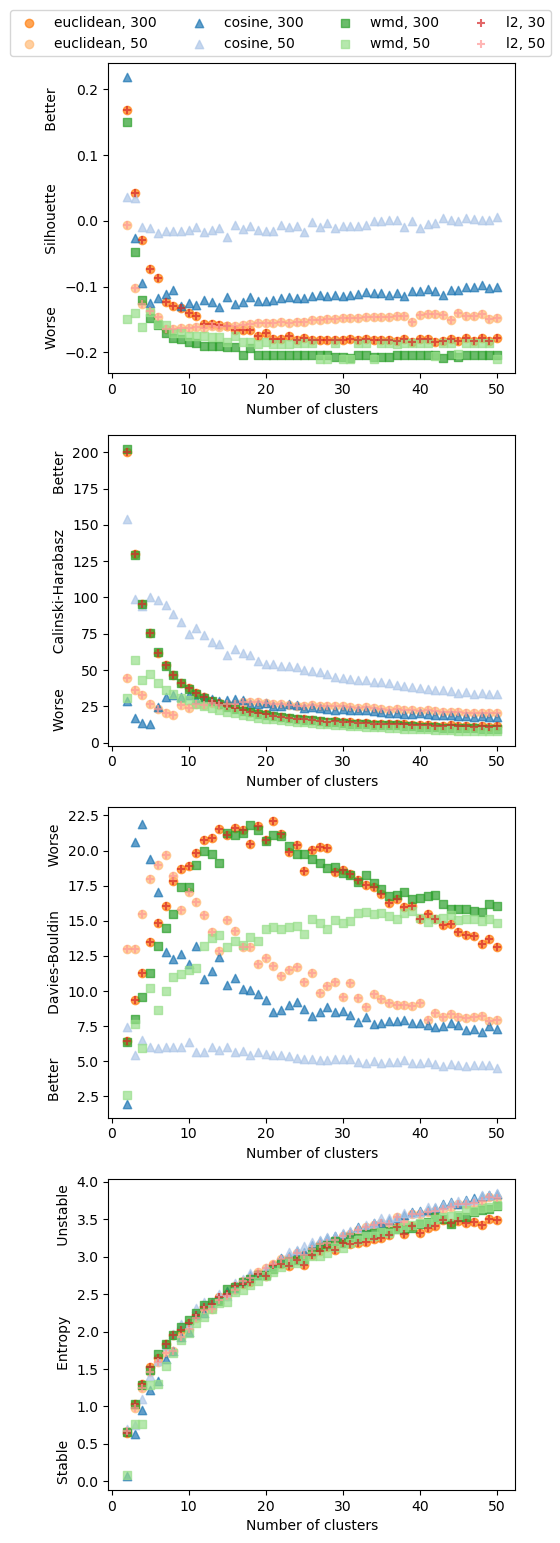 euclidean, 300 cosine, 300 wmd, 300 l2, 30
euclidean, 50 cosine, 50 wmd, 50 l2, 50
Worse Silhouette Better
0.2
0.1
0.0
−0.1
−0.2
0 10 20 30 40 50
Number of clusters
Worse Calinski-Harabasz Better
200
175
150
125
100
75
50
25
0
0 10 20 30 40 50
Number of clusters
Better Davies-Bouldin Worse
22.5
20.0
17.5
15.0
12.5
10.0
7.5
5.0
2.5
0 10 20 30 40 50
Number of clusters
Stable Entropy Unstable
4.0
3.5
3.0
2.5
2.0
1.5
1.0
0.5
0.0
0 10 20 30 40 50
Number of clusters